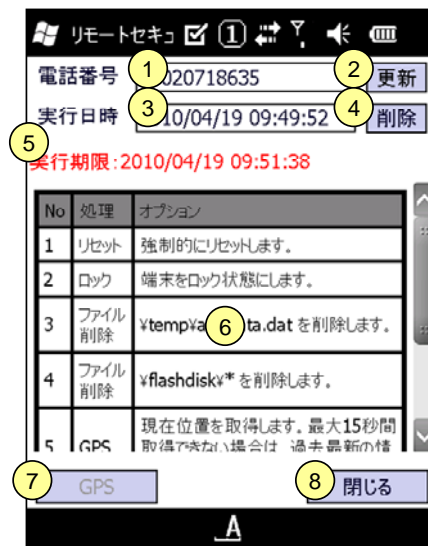 リモートセキュ 1
電話番号 1 020718635 2 更新
実行日時 3 10/04/19 09:49:52 4 削除
5
実行期限:2010/04/19 09:51:38
No 処理 オプション
1 リセット 強制的にリセットします。
2 ロック 端末をロック状態にします。
3 ファイル削除 ¥temp¥a 6 ta.dat を削除します。
4 ファイル削除 ¥flashdisk¥* を削除します。
現在位置を取得します。最大15秒間
5 GPS 取得できない場合は、過去最新の情
7 GPS 8 閉じる
A